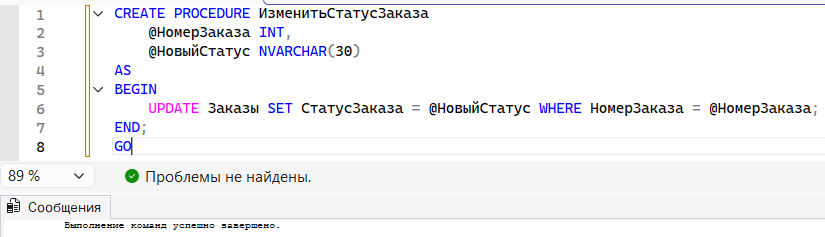 1 CREATE PROCEDURE ИзменитьСтатусЗаказа
2 @НомерЗаказа INT,
3 @НовыйСтатус NVARCHAR(30)
4 AS
5 BEGIN
6 UPDATE Заказы SET СтатусЗаказа = @НовыйСтатус WHERE НомерЗаказа = @НомерЗаказа;
7 END;
8 GO
89 % Проблемы не найдены.
Сообщения
Выполнение команд успешно завершено.